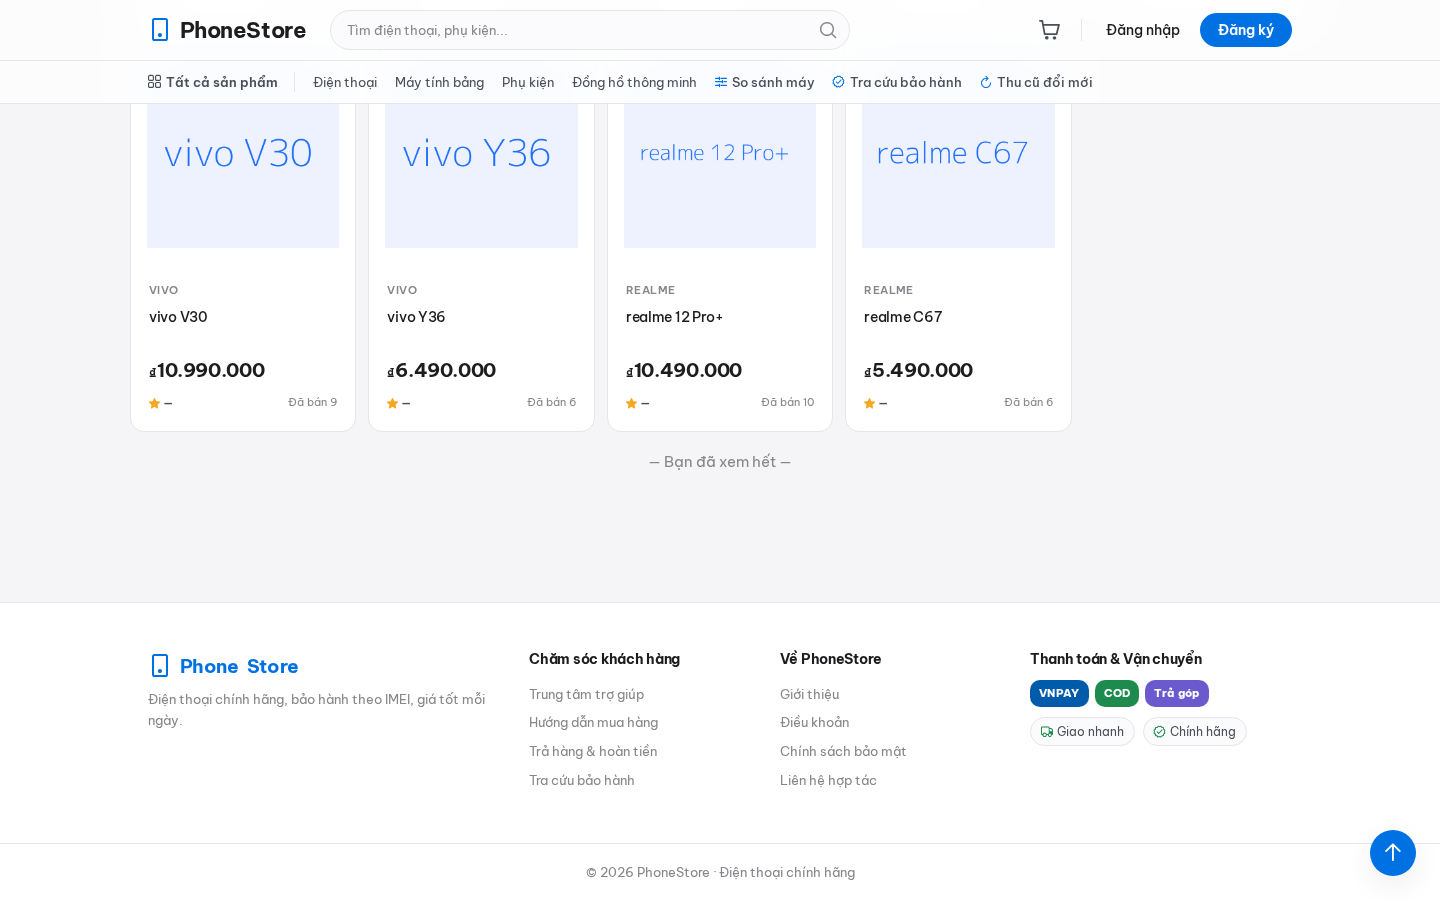 PhoneStore
Tìm điện thoại, phụ kiện...
Đăng nhập
Đăng ký
Tất cả sản phẩm
Điện thoại
Máy tính bảng
Phụ kiện
Đồng hồ thông minh
So sánh máy
Tra cứu bảo hành
Thu cũ đổi mới
vivo V30
vivo Y36
realme 12 Pro+
realme C67
VIVO
vivo V30
₫10.990.000
–
Đã bán 9
VIVO
vivo Y36
₫6.490.000
–
Đã bán 6
REALME
realme 12 Pro+
₫10.490.000
–
Đã bán 10
REALME
realme C67
₫5.490.000
–
Đã bán 6
— Bạn đã xem hết —
Phone Store
Điện thoại chính hãng, bảo hành theo IMEI, giá tốt mỗi
ngày.
Chăm sóc khách hàng
Trung tâm trợ giúp
Hướng dẫn mua hàng
Trả hàng & hoàn tiền
Tra cứu bảo hành
Về PhoneStore
Giới thiệu
Điều khoản
Chính sách bảo mật
Liên hệ hợp tác
Thanh toán & Vận chuyển
VNPAY
COD
Trả góp
Giao nhanh
Chính hãng
© 2026 PhoneStore · Điện thoại chính hãng